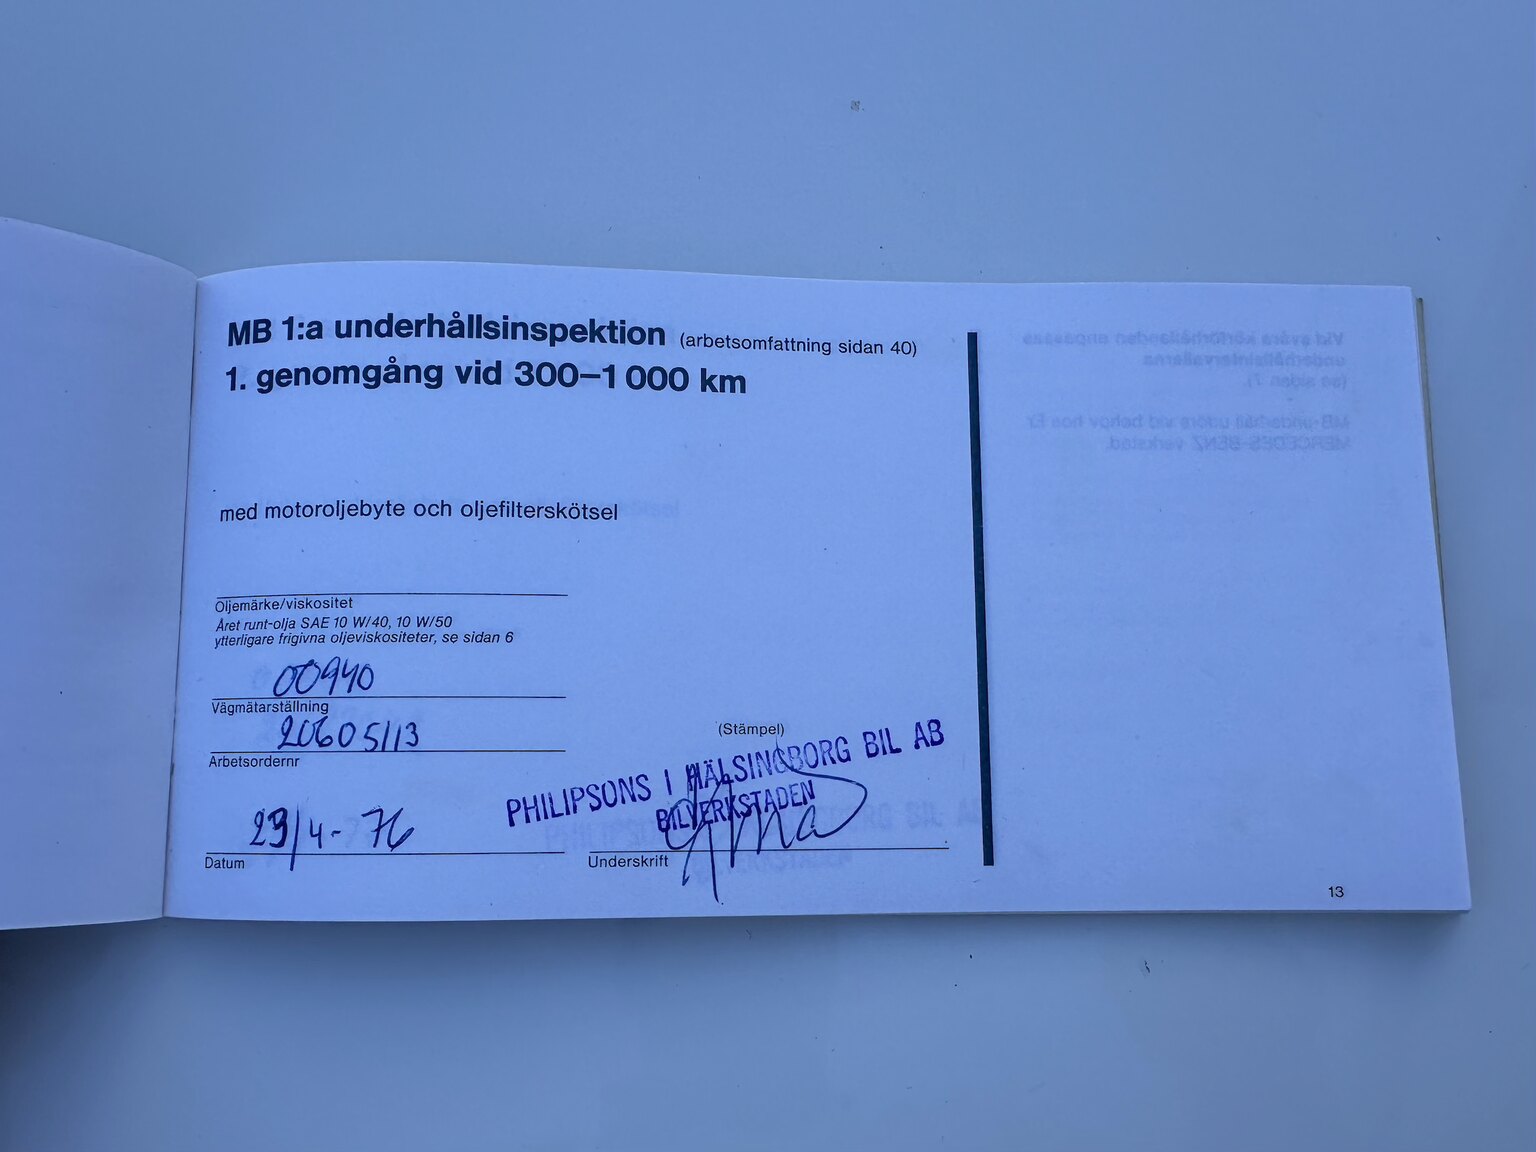 MB 1:a underhållsinspektion (arbetsomfattning sidan 40)
1. genomgång vid 300–1 000 km
med motoroljebyte och oljefilterskötsel
Oljemärke/viskositet
Året runt-olja SAE 10 W/40, 10 W/50
ytterligare frigivna oljeviskositeter, se sidan 6
00940
Vägmätarställning
20605113
Arbetsordernr
(Stämpel)
PHILIPSONS I HÄLSINGBORG BIL AB
BILVERKSTADEN
29/4-76
Datum
Underskrift
13